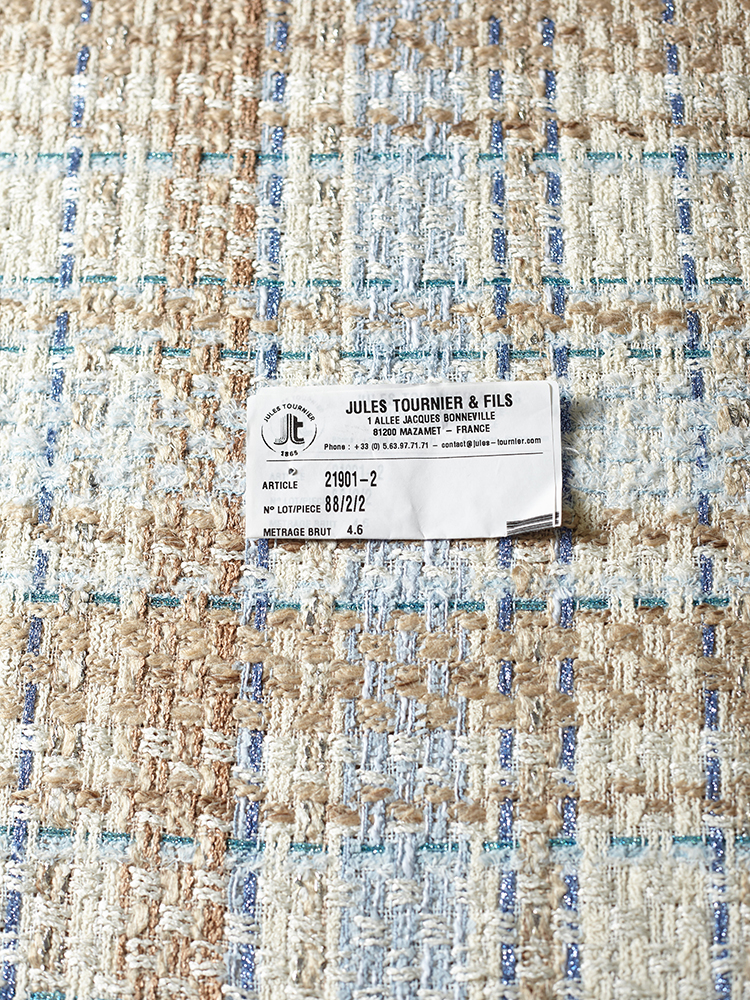 JULES TOURNIER
Jt
1865
JULES TOURNIER & FILS
1 ALLEE JACQUES BONNEVILLE
81200 MAZAMET – FRANCE
Phone : +33 (0) 5.63.97.71.71 – contact@jules-tournier.com
ARTICLE 21901-2
Nº LOT/PIECE 88/2/2
METRAGE BRUT 4.6